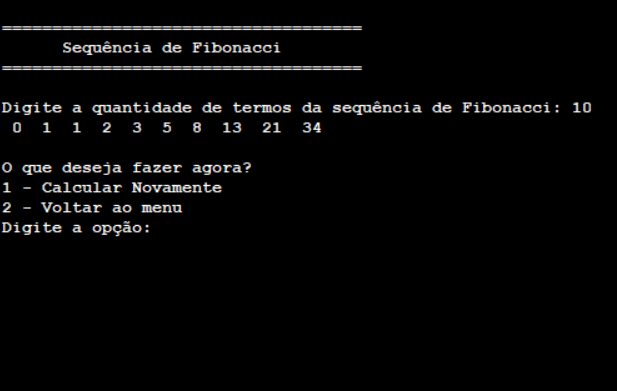 ====================================
Sequência de Fibonacci
====================================
Digite a quantidade de termos da sequência de Fibonacci: 10
0 1 1 2 3 5 8 13 21 34
O que deseja fazer agora?
1 - Calcular Novamente
2 - Voltar ao menu
Digite a opção: